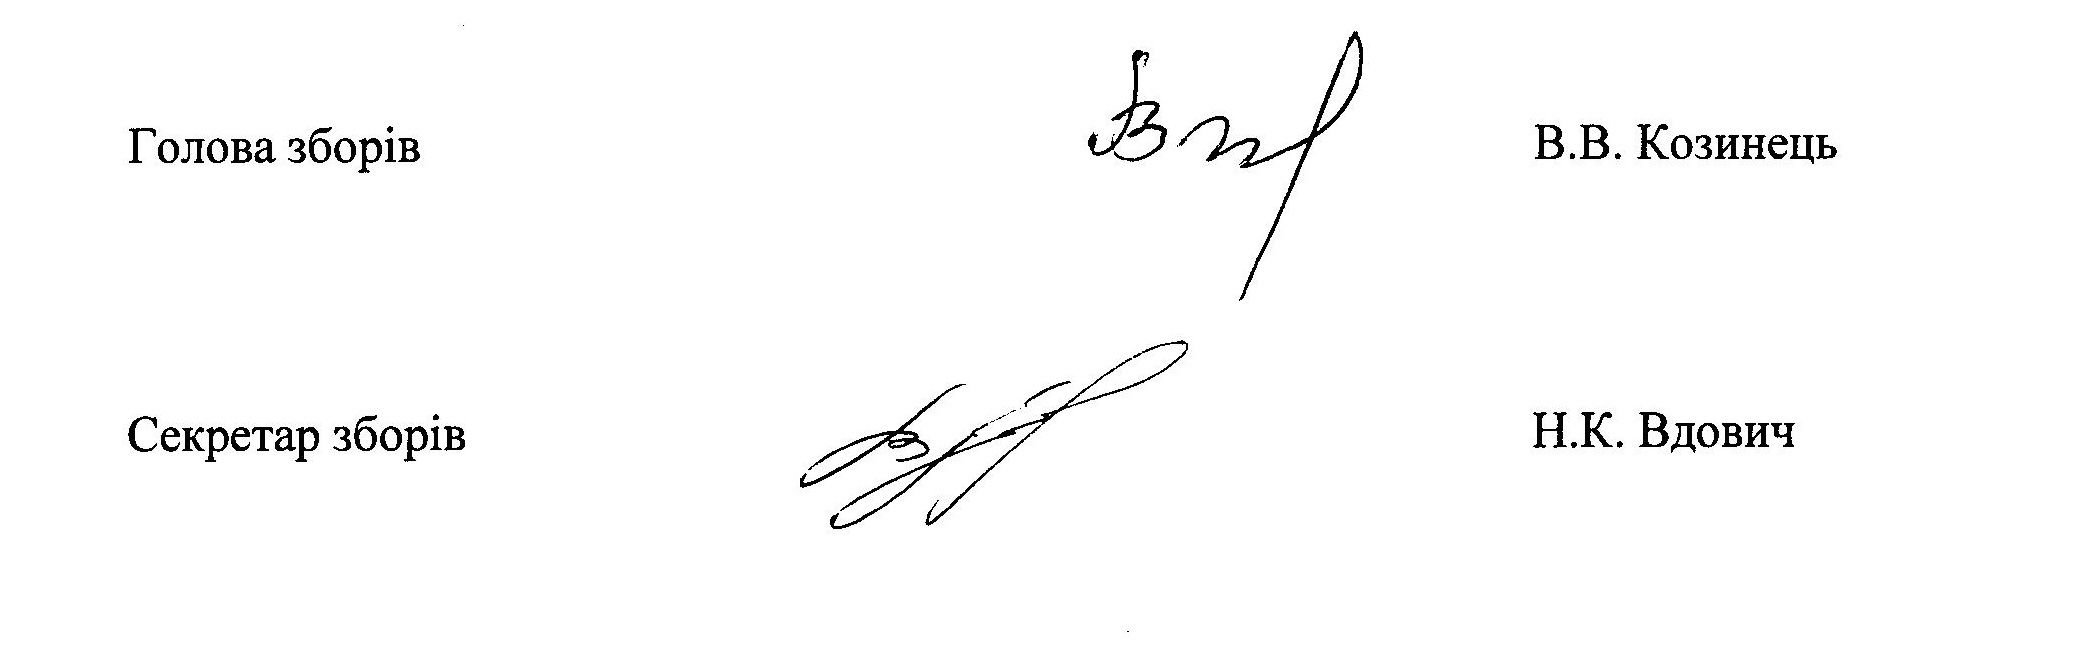 Голова зборів В.В. Козинець
Секретар зборів Н.К. Вдович